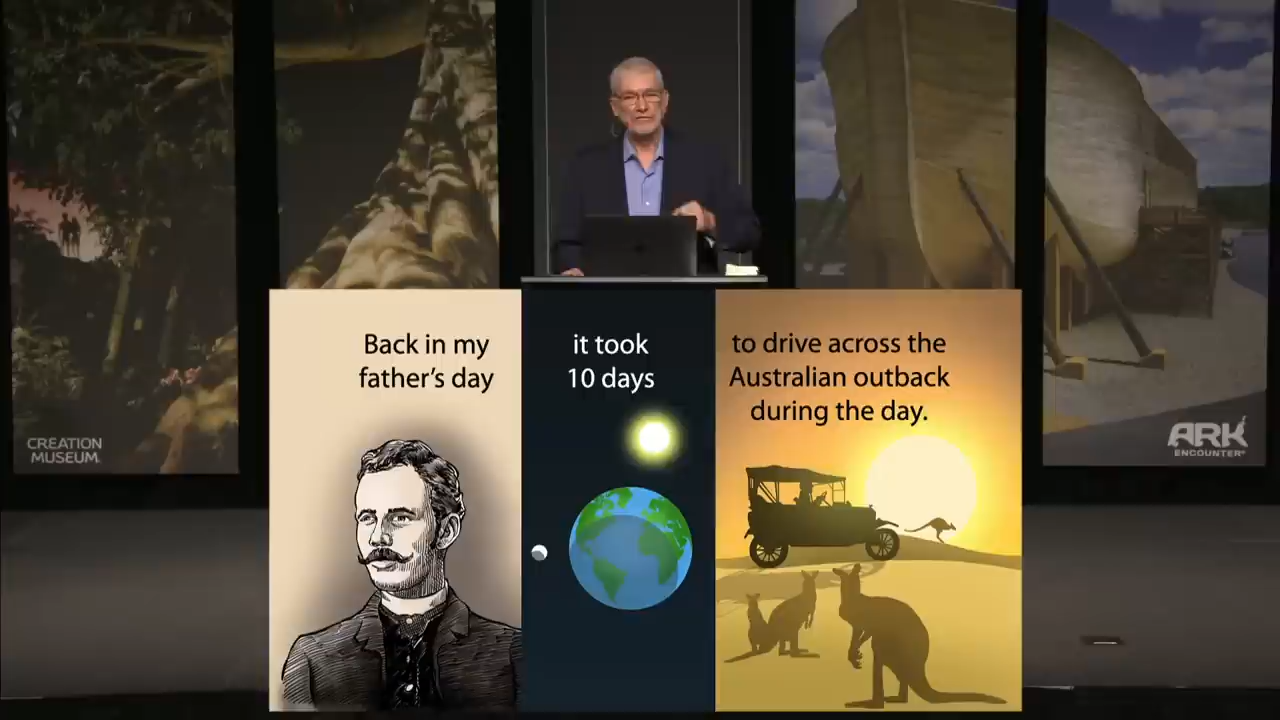 Back in my
father's day
it took
10 days
to drive across the
Australian outback
during the day.
CREATION
MUSEUM
ARK
ENCOUNTER